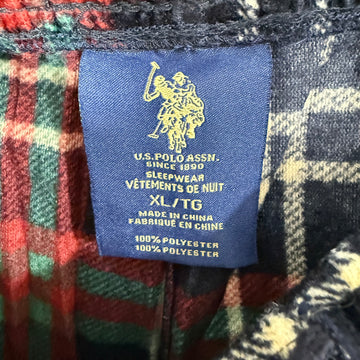 U.S. POLO ASSN.
SINCE 1890
SLEEPWEAR
VÊTEMENTS DE NUIT
XL/TG
MADE IN CHINA
FABRIQUÉ EN CHINE
100% POLYESTER
100% POLYESTER